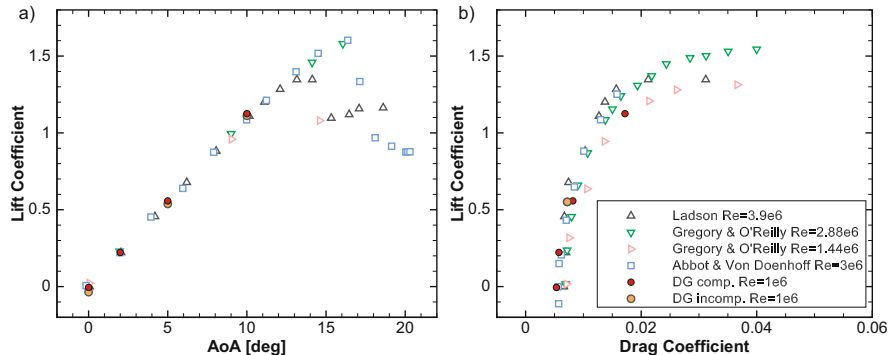 a)
Lift Coefficient
1.5
1
0.5
0
0
5
10
15
20
AoA [deg]
b)
Lift Coefficient
1.5
1
0.5
0
0
0.02
0.04
0.06
Drag Coefficient
Ladson Re=3.9e6
Gregory & O'Reilly Re=2.88e6
Gregory & O'Reilly Re=1.44e6
Abbot & Von Doenhoff Re=3e6
DG comp. Re=1e6
DG incomp. Re=1e6